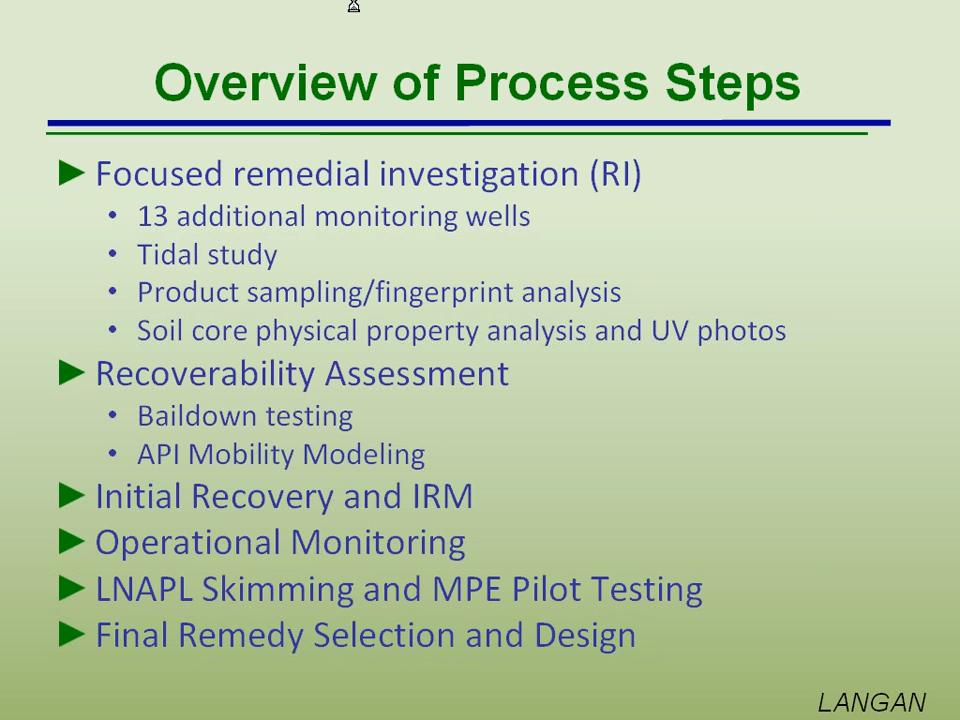 Overview of Process Steps
► Focused remedial investigation (RI)
• 13 additional monitoring wells
• Tidal study
• Product sampling/fingerprint analysis
• Soil core physical property analysis and UV photos
► Recoverability Assessment
• Baildown testing
• API Mobility Modeling
► Initial Recovery and IRM
► Operational Monitoring
► LNAPL Skimming and MPE Pilot Testing
► Final Remedy Selection and Design
LANGAN